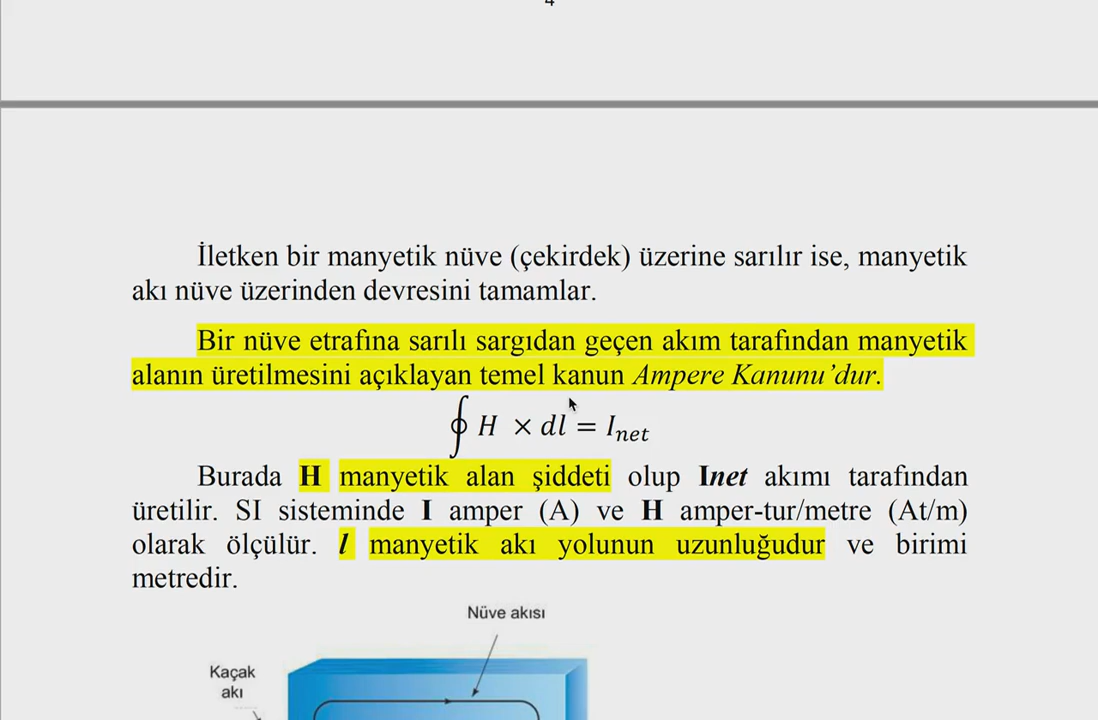 İletken bir manyetik nüve (çekirdek) üzerine sarılır ise, manyetik
akı nüve üzerinden devresini tamamlar.
Bir nüve etrafına sarılı sargıdan geçen akım tarafından manyetik
alanın üretilmesini açıklayan temel kanun Ampere Kanunu’dur.
∮ H × dl = Inet
Burada H manyetik alan şiddeti olup Inet akımı tarafından
üretilir. SI sisteminde I amper (A) ve H amper-tur/metre (At/m)
olarak ölçülür. l manyetik akı yolunun uzunluğudur ve birimi
metredir.
Nüve akısı
Kaçak
akı